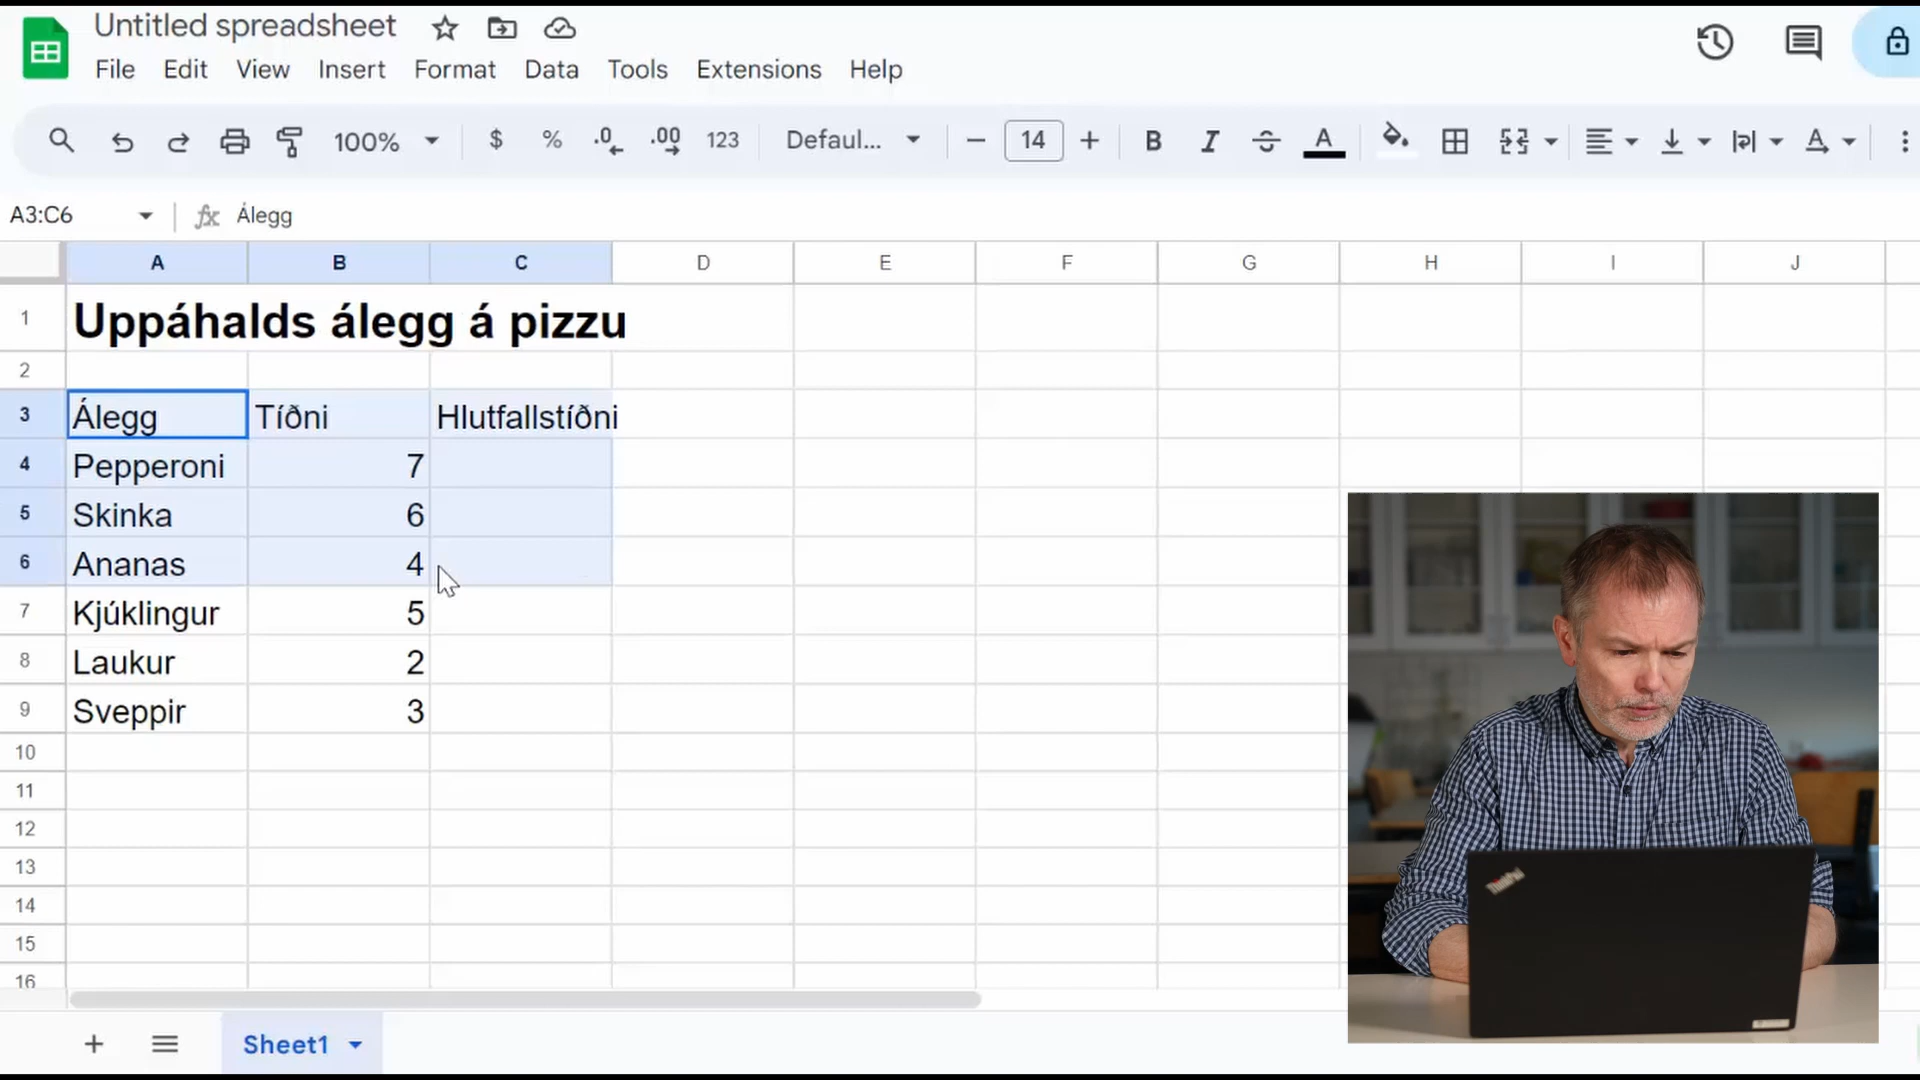 Untitled spreadsheet
File Edit View Insert Format Data Tools Extensions Help
100% $ % .0 .00 123 Defaul... 14 B I A A
A3:C6 fx Álegg
A B C D E F G H I J
1 Uppáhalds álegg á pizzu
2
3 Álegg Tíðni Hlutfallstíðni
4 Pepperoni 7
5 Skinka 6
6 Ananas 4
7 Kjúklingur 5
8 Laukur 2
9 Sveppir 3
10
11
12
13
14
15
16
Sheet1